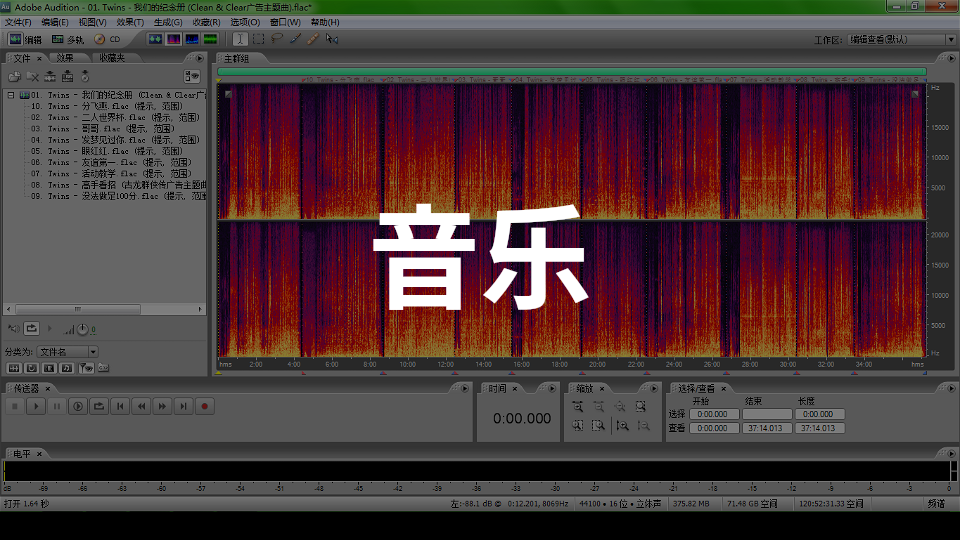 Adobe Audition - 01. Twins - 我们的纪念册 (Clean & Clear广告主题曲).flac*
文件(F) 编辑(E) 视图(V) 效果(T) 生成(G) 收藏(R) 选项(O) 窗口(W) 帮助(H)
编辑 多轨 CD
工作区: 编辑查看(默认)
文件 × 效果 收藏夹
主群组
01. Twins - 我们的纪念册 (Clean & Clear广
10. Twins - 分飞燕.flac (提示, 范围)
02. Twins - 二人世界杯.flac (提示, 范围)
03. Twins - 哥哥.flac (提示, 范围)
04. Twins - 发梦见过你.flac (提示, 范围)
05. Twins - 眼红红.flac (提示, 范围)
06. Twins - 友谊第一.flac (提示, 范围)
07. Twins - 活动教学.flac (提示, 范围)
08. Twins - 高手看招 (古龙群侠传广告主题曲
09. Twins - 没法做足100分.flac (提示, 范围
Hz
15000
10000
5000
20000
15000
10000
5000
Hz
音乐
hms 2:00 4:00 6:00 8:00 10:00 12:00 14:00 16:00 18:00 20:00 22:00 24:00 26:00 28:00 30:00 32:00 34:00 hms
0
分类为: 文件名
传送器 ×
时间 ×
0:00.000
缩放 ×
选择/查看 ×
开始 结束 长度
选择 0:00.000 0:00.000
查看 0:00.000 37:14.013 37:14.013
电平 ×
dB -69 -66 -63 -60 -57 -54 -51 -48 -45 -42 -39 -36 -33 -30 -27 -24 -21 -18 -15 -12 -9 -6 -3 0
打开 1.64 秒 左:-88.1 dB @ 0:12.201, 8069Hz 44100 • 16 位 • 立体声 375.82 MB 71.48 GB 空间 120:52:31.33 空间 频谱